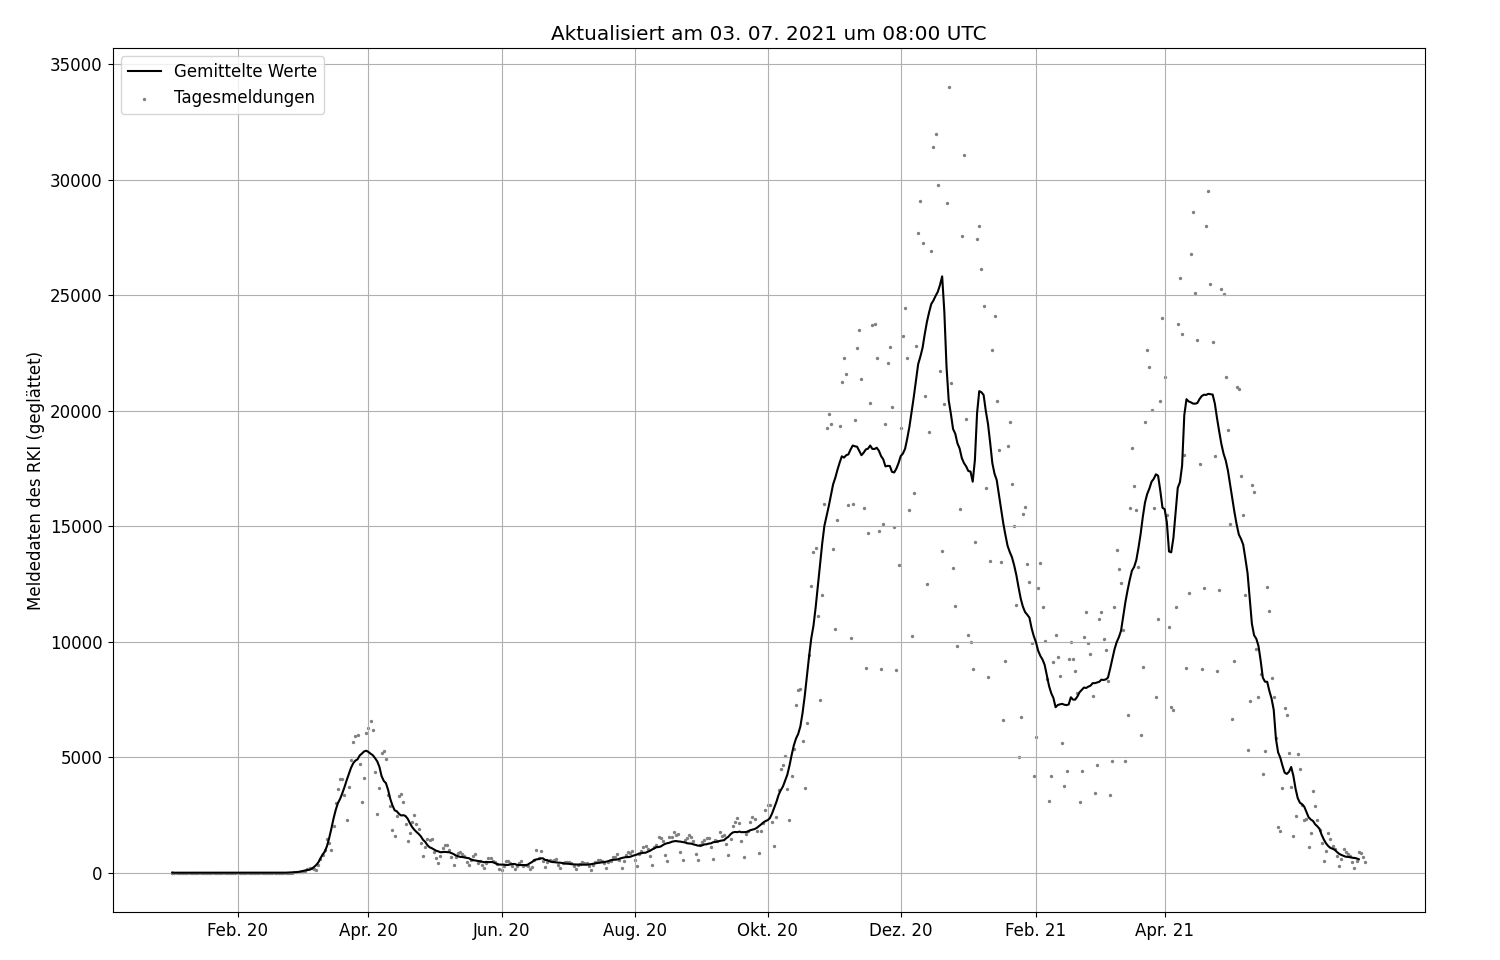 Aktualisiert am 03. 07. 2021 um 08:00 UTC
Gemittelte Werte
Tagesmeldungen
Meldedaten des RKI (geglättet)
35000
30000
25000
20000
15000
10000
5000
0
Feb. 20 Apr. 20 Jun. 20 Aug. 20 Okt. 20 Dez. 20 Feb. 21 Apr. 21